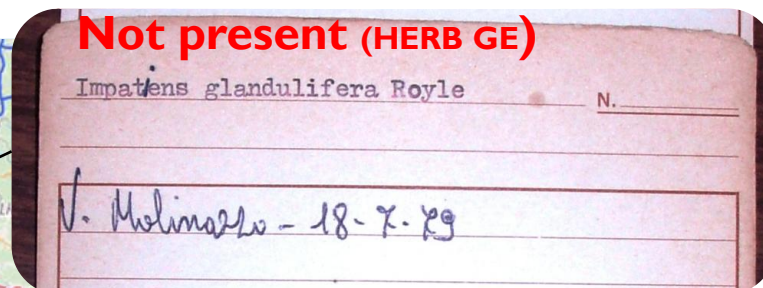 Not present (HERB GE)
Impatiens glandulifera Royle
N.
V. Molinazzo - 18-7-79